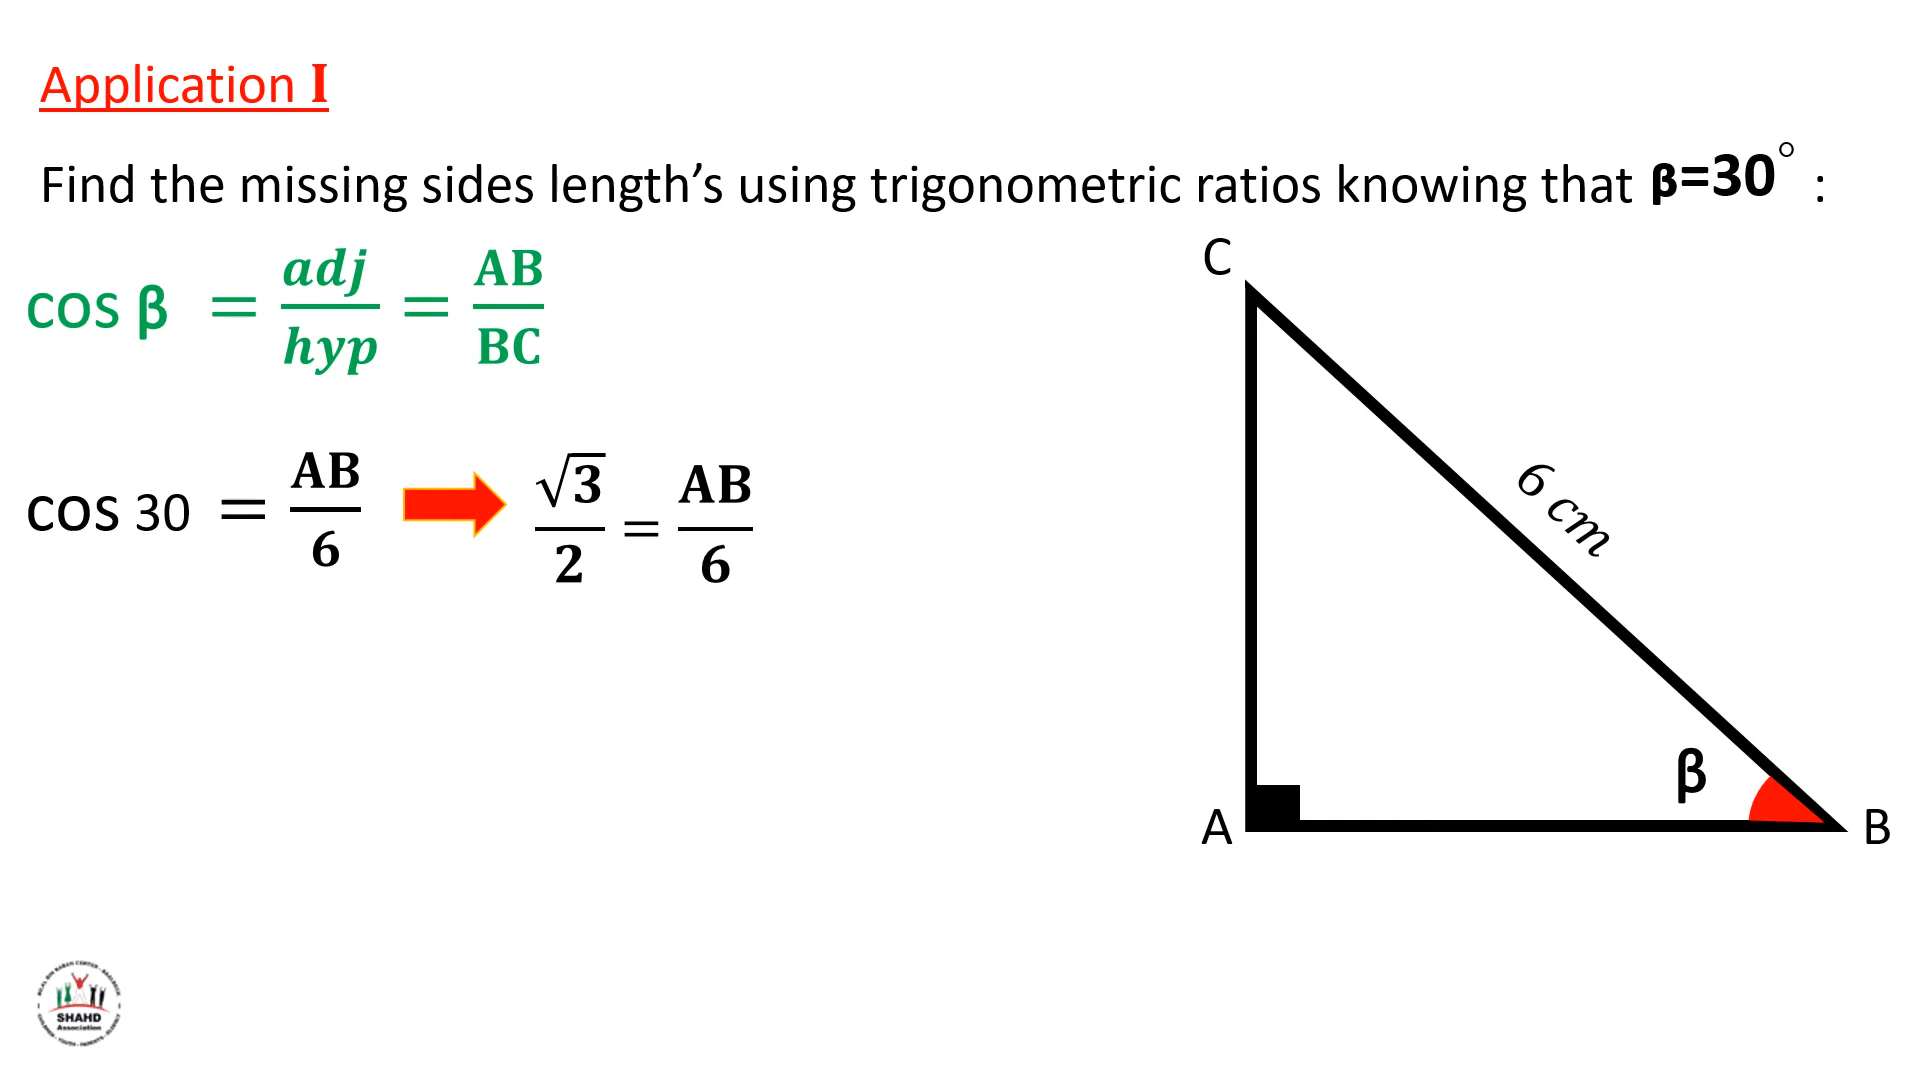 Application I
Find the missing sides length’s using trigonometric ratios knowing that β=30° :
cos β = adj/hyp = AB/BC
cos 30 = AB/6 √3/2 = AB/6
C
6 cm
β
A
B
SHAHD
Association